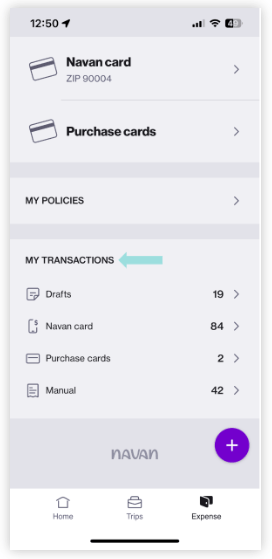 12:50
Navan card
ZIP 90004
Purchase cards
MY POLICIES
MY TRANSACTIONS
Drafts 19
Navan card 84
Purchase cards 2
Manual 42
NAVAN
Home Trips Expense